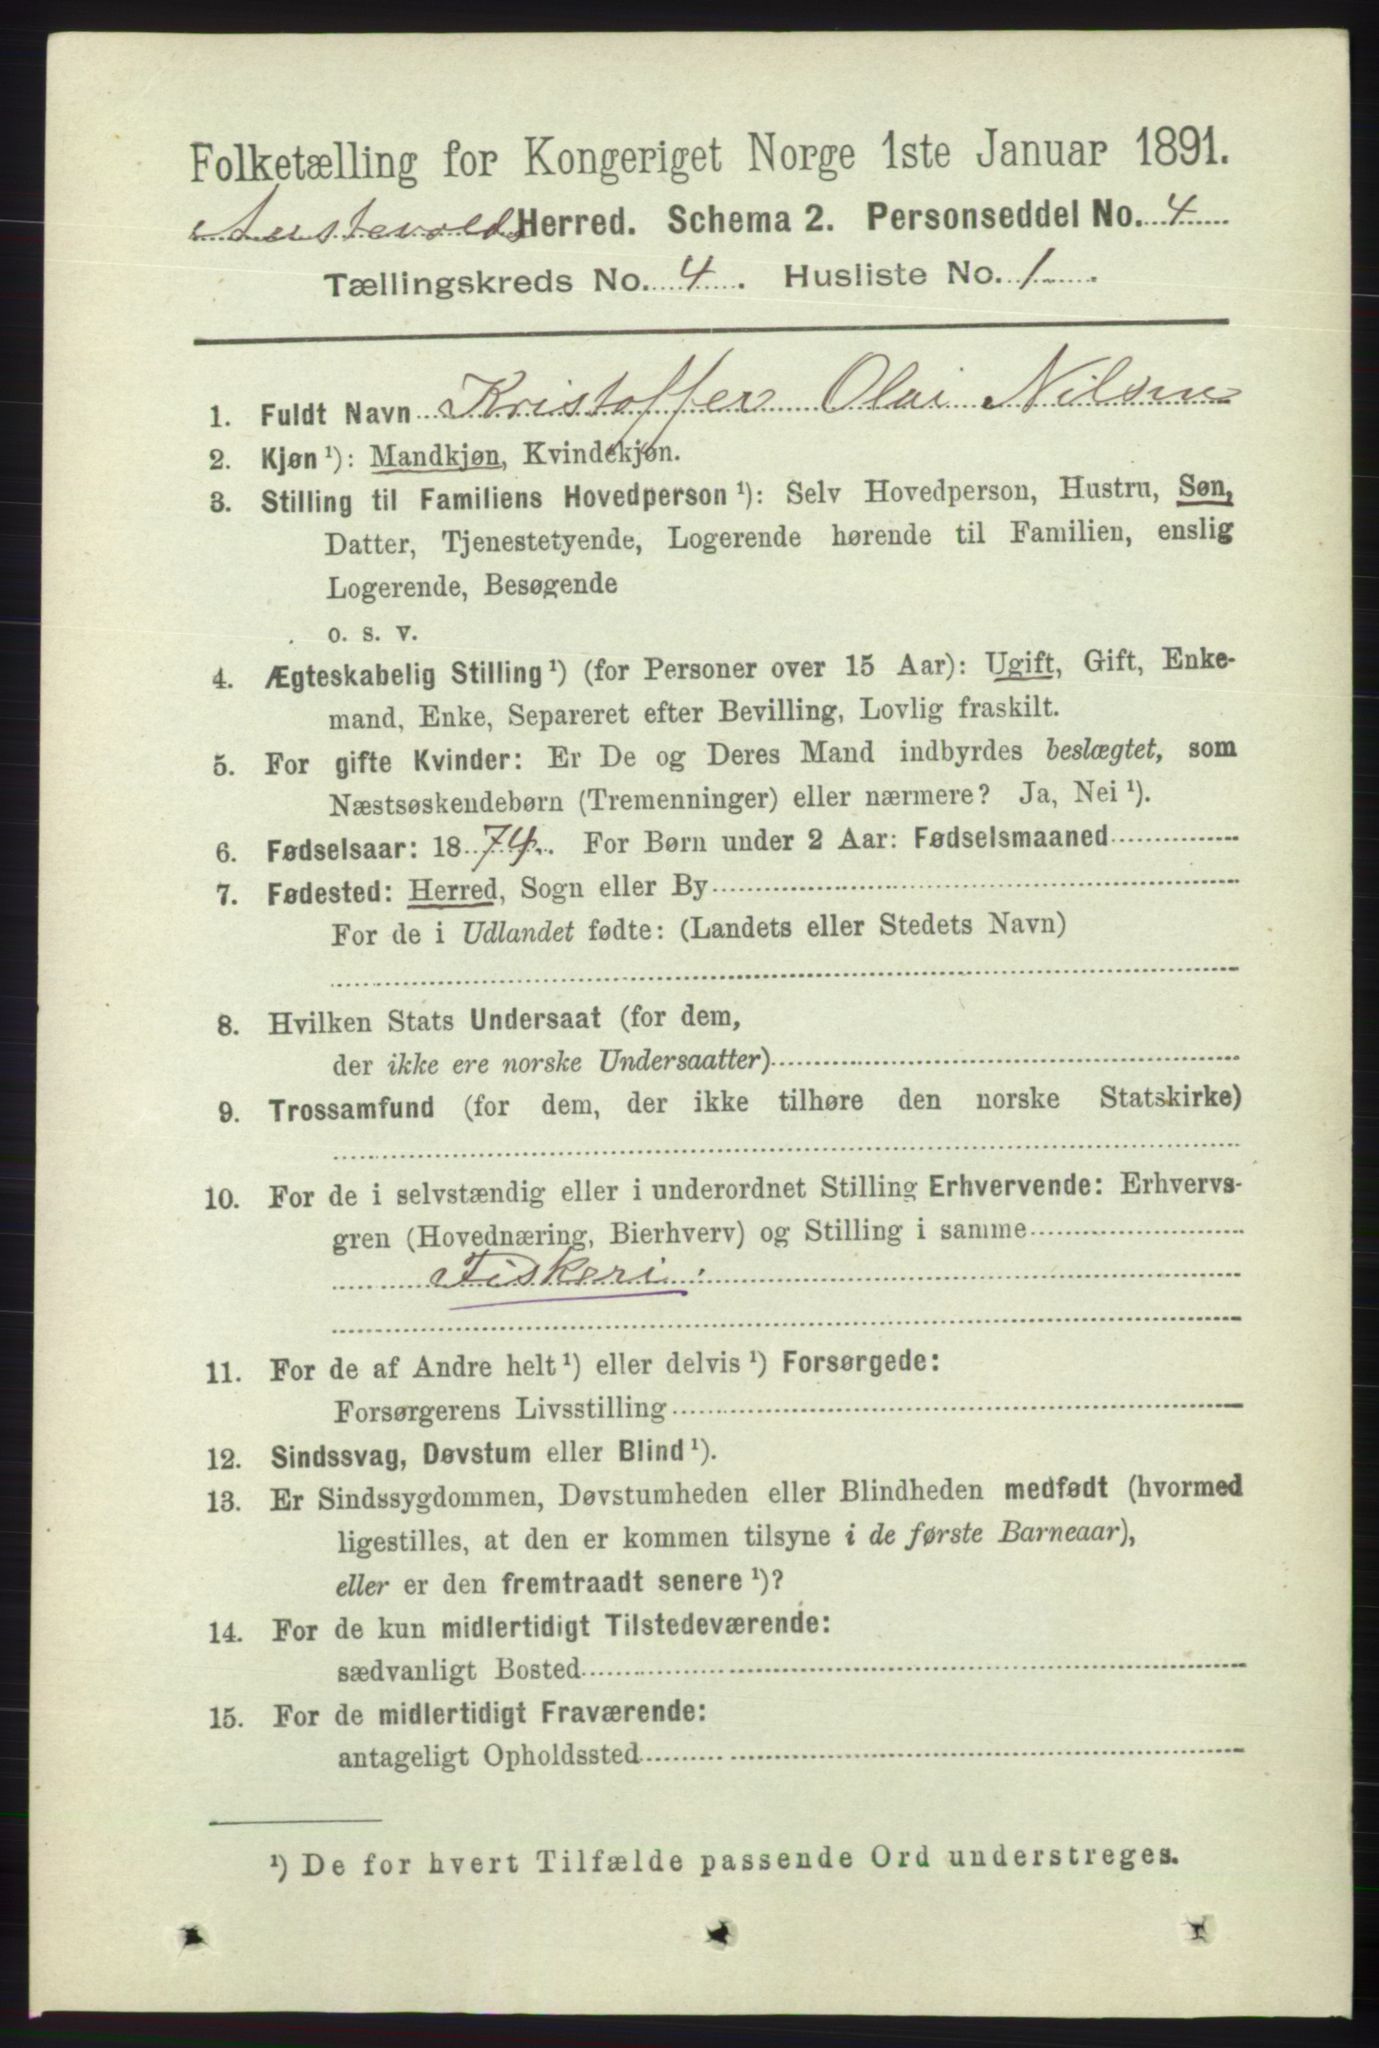 Folketælling for Kongeriget Norge 1ste Januar 1891.
Austevolds Herred. Schema 2. Personseddel No. 4
Tællingskreds No. 4. Husliste No. 1.
1. Fuldt Navn Kristoffer Olai Nilsen
2. Kjøn ¹): Mandkjøn, Kvindekjøn.
3. Stilling til Familiens Hovedperson ¹): Selv Hovedperson, Hustru, Søn,
Datter, Tjenestetyende, Logerende hørende til Familien, enslig
Logerende, Besøgende
o. s. v.
4. Ægteskabelig Stilling ¹) (for Personer over 15 Aar): Ugift, Gift, Enke-
mand, Enke, Separeret efter Bevilling, Lovlig fraskilt.
5. For gifte Kvinder: Er De og Deres Mand indbyrdes beslægtet, som
Næstsøskendebørn (Tremenninger) eller nærmere? Ja, Nei ¹).
6. Fødselsaar: 1874. For Børn under 2 Aar: Fødselsmaaned
7. Fødested: Herred, Sogn eller By
For de i Udlandet fødte: (Landets eller Stedets Navn)
8. Hvilken Stats Undersaat (for dem,
der ikke ere norske Undersaatter)
9. Trossamfund (for dem, der ikke tilhøre den norske Statskirke)
10. For de i selvstændig eller i underordnet Stilling Erhvervende: Erhvervs-
gren (Hovednæring, Bierhverv) og Stilling i samme
Fiskeri
11. For de af Andre helt ¹) eller delvis ¹) Forsørgede:
Forsørgerens Livsstilling
12. Sindssvag, Døvstum eller Blind ¹).
13. Er Sindssygdommen, Døvstumheden eller Blindheden medfødt (hvormed
ligestilles, at den er kommen tilsyne i de første Barneaar),
eller er den fremtraadt senere ¹)?
14. For de kun midlertidigt Tilstedeværende:
sædvanligt Bosted
15. For de midlertidigt Fraværende:
antageligt Opholdssted
¹) De for hvert Tilfælde passende Ord understreges.